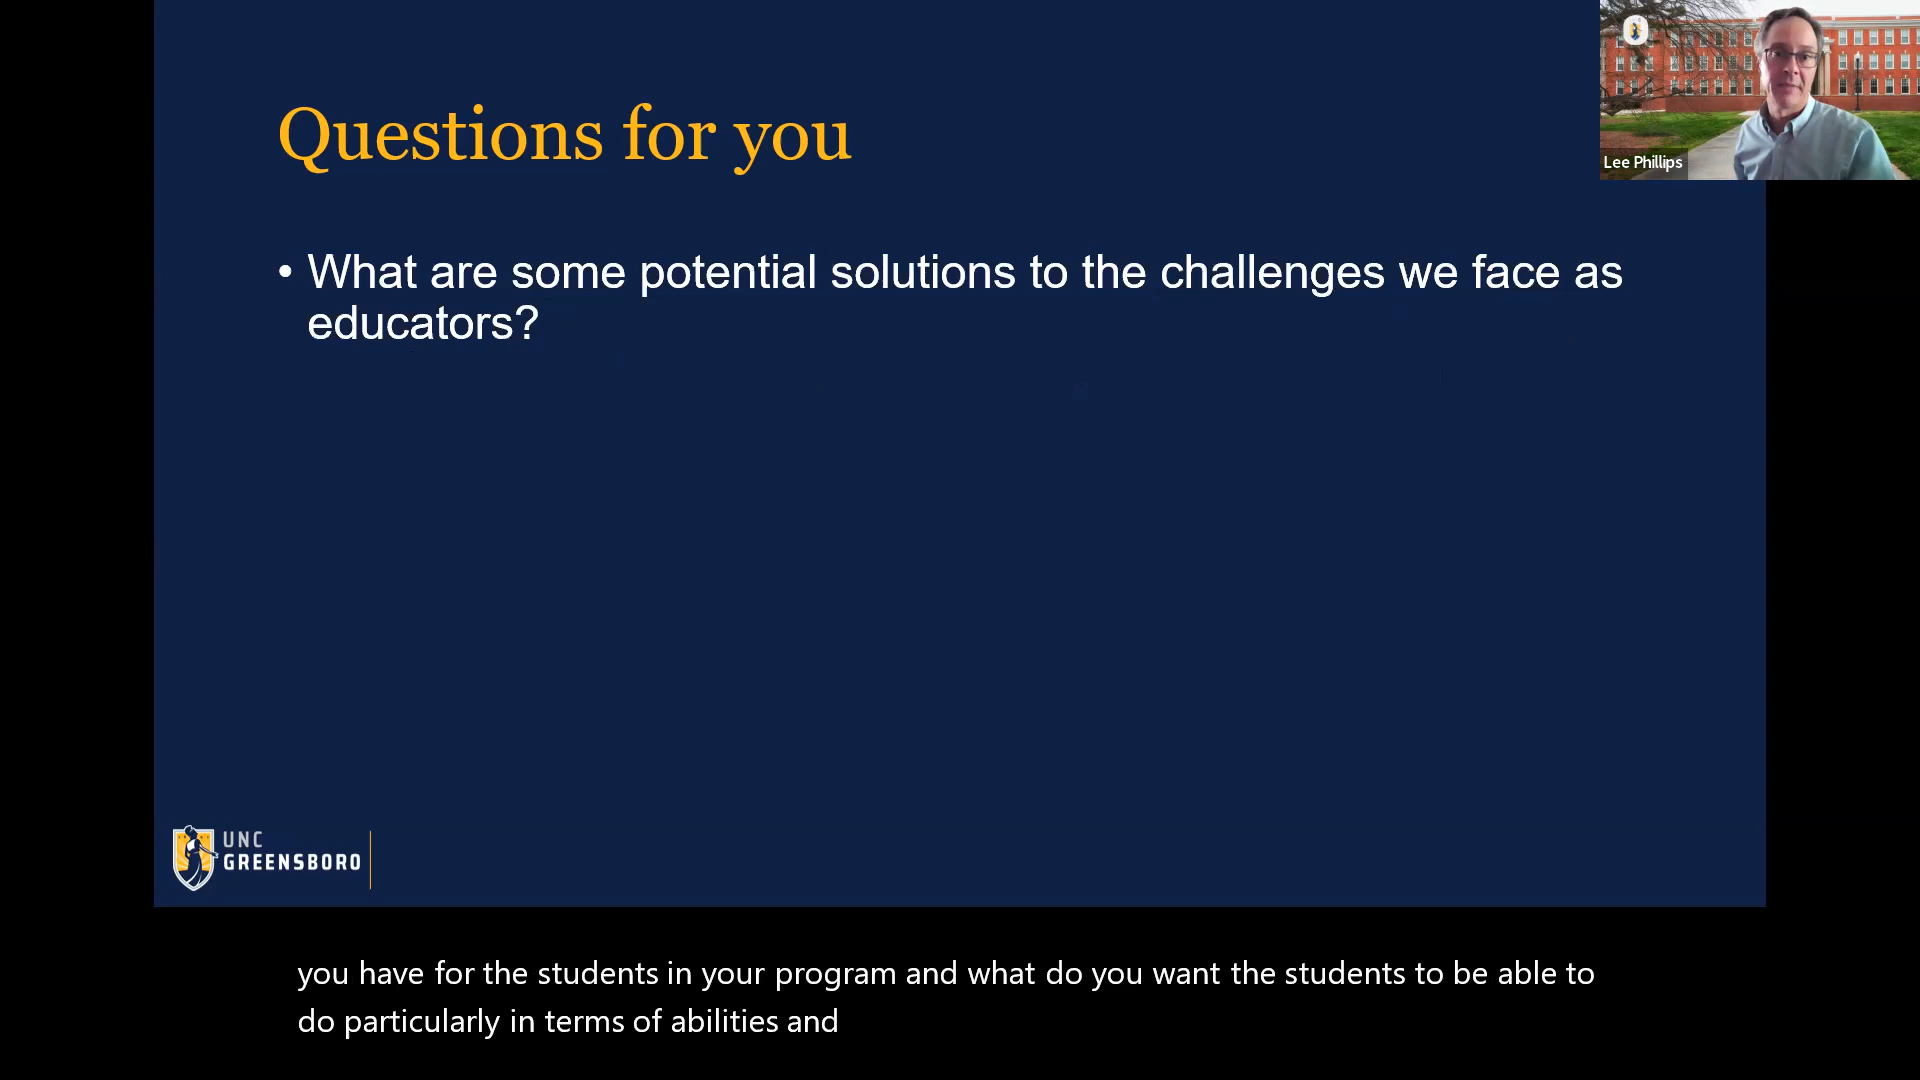 Questions for you
Lee Phillips
• What are some potential solutions to the challenges we face as
educators?
UNC
GREENSBORO
you have for the students in your program and what do you want the students to be able to
do particularly in terms of abilities and